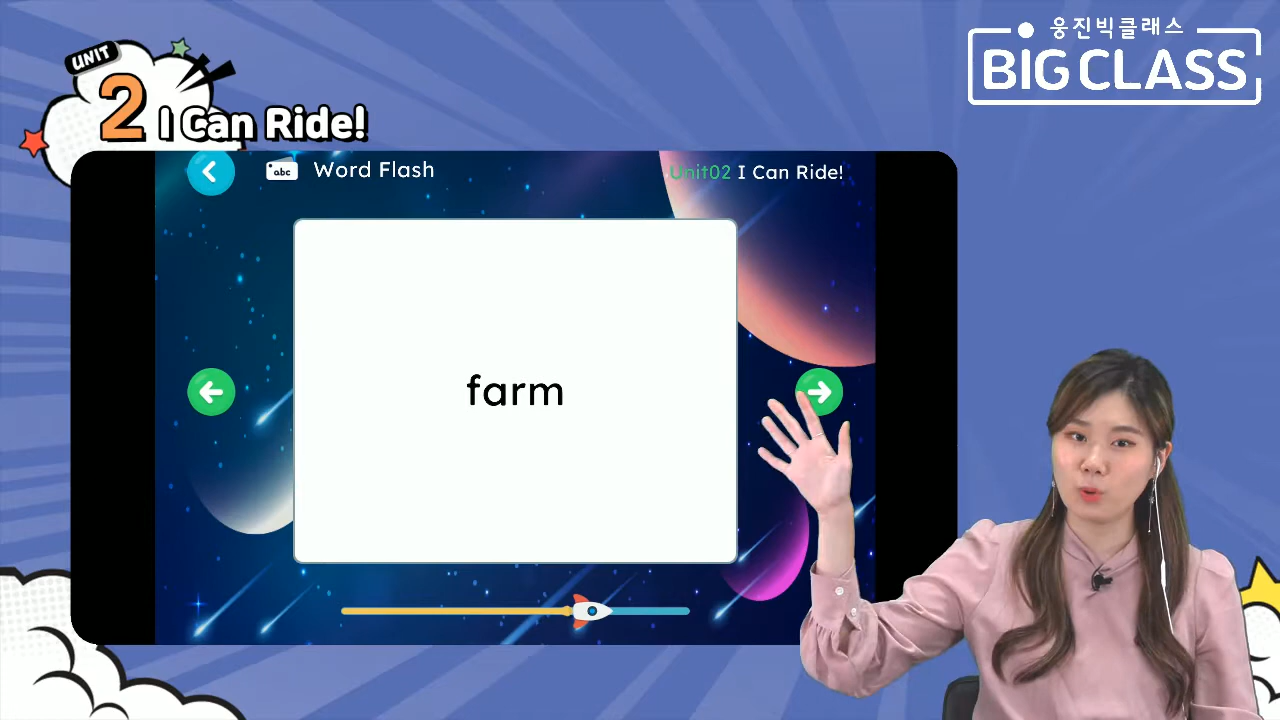 웅진빅클래스
BIG CLASS
UNIT
2 I Can Ride!
abc Word Flash
Unit02 I Can Ride!
farm